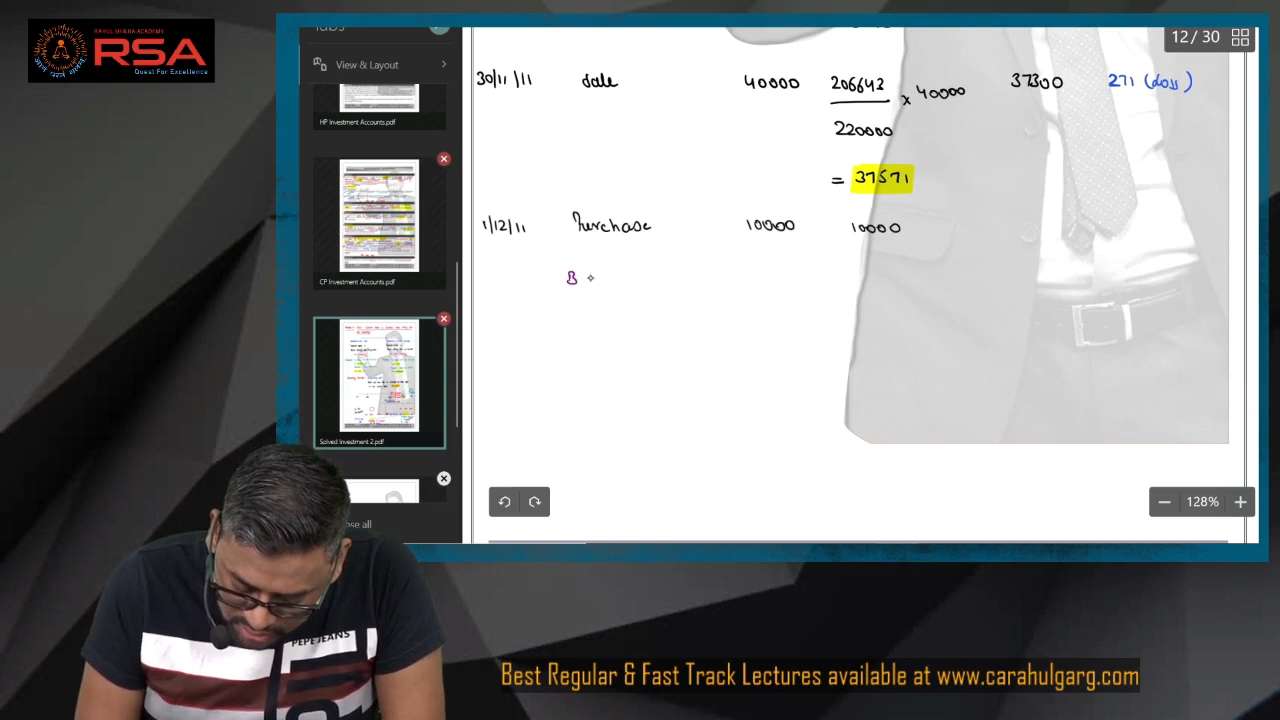 RAHUL SHIKHA ACADEMY
RSA
Quest For Excellence
View & Layout
HP Investment Accounts.pdf
CP Investment Accounts.pdf
Solved Investment 2.pdf
ose all
12 / 30
30/11/11 Sale 40000 206642 / 220000 x 40000 37300 271 (Loss)
= 37571
1/12/11 Purchase 10000 10000
128%
PEPE JEANS
Best Regular & Fast Track Lectures available at www.carahulgarg.com